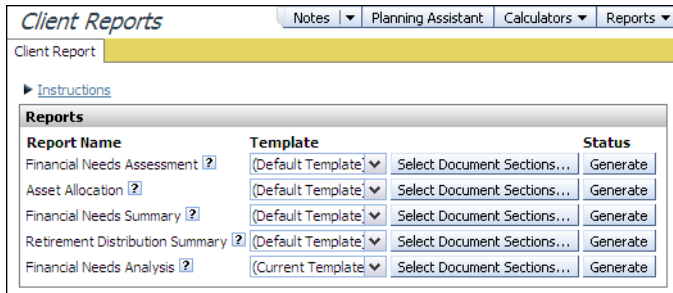 Client Reports Notes Planning Assistant Calculators Reports
Client Report
Instructions
Reports
Report Name Template Status
Financial Needs Assessment ? (Default Template) Select Document Sections... Generate
Asset Allocation ? (Default Template) Select Document Sections... Generate
Financial Needs Summary ? (Default Template) Select Document Sections... Generate
Retirement Distribution Summary ? (Default Template) Select Document Sections... Generate
Financial Needs Analysis ? (Current Template Select Document Sections... Generate